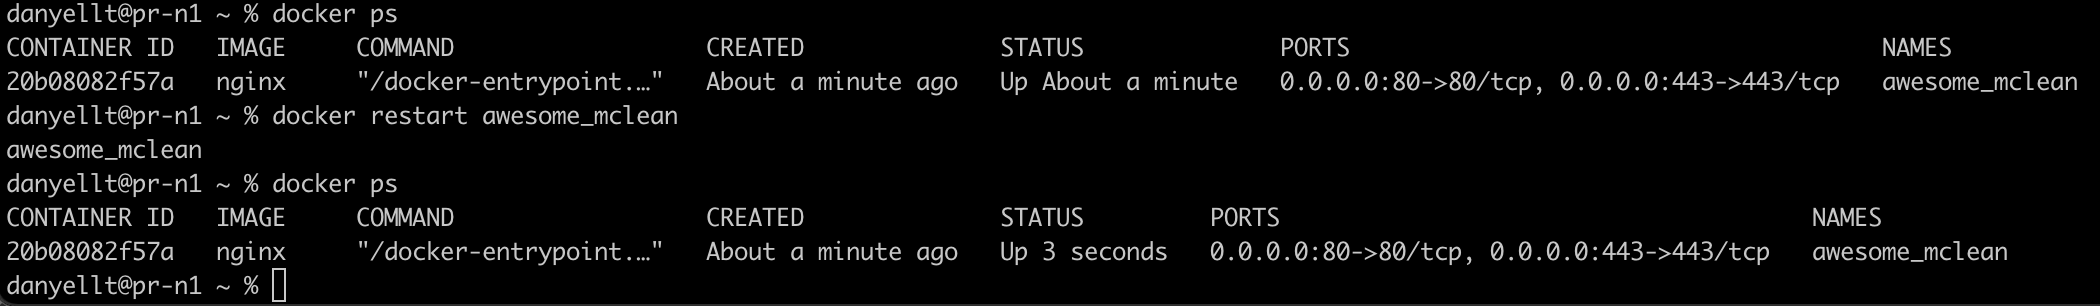 danyellt@pr-n1 ~ % docker ps
CONTAINER ID   IMAGE     COMMAND                  CREATED              STATUS              PORTS                                      NAMES
20b08082f57a   nginx     "/docker-entrypoint.…"   About a minute ago   Up About a minute   0.0.0.0:80->80/tcp, 0.0.0.0:443->443/tcp   awesome_mclean
danyellt@pr-n1 ~ % docker restart awesome_mclean
awesome_mclean
danyellt@pr-n1 ~ % docker ps
CONTAINER ID   IMAGE     COMMAND                  CREATED              STATUS         PORTS                                      NAMES
20b08082f57a   nginx     "/docker-entrypoint.…"   About a minute ago   Up 3 seconds   0.0.0.0:80->80/tcp, 0.0.0.0:443->443/tcp   awesome_mclean
danyellt@pr-n1 ~ %